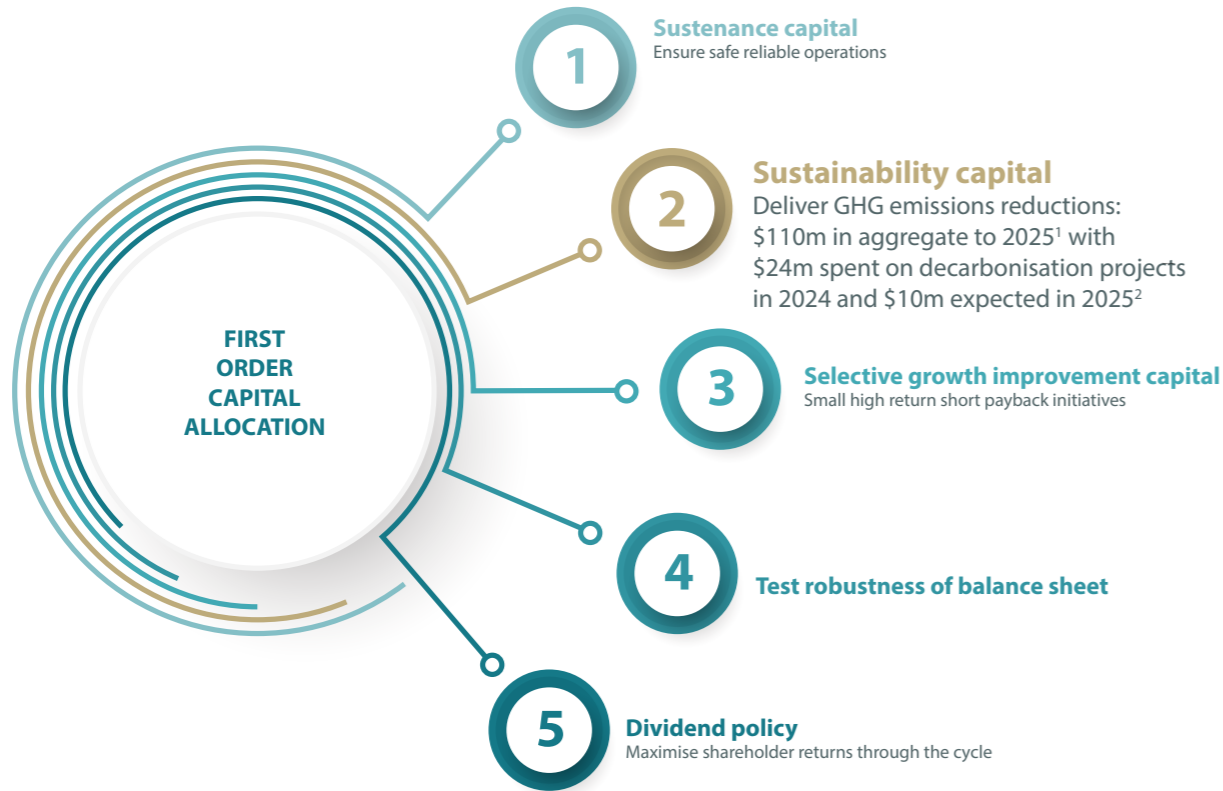 1
Sustenance capital
Ensure safe reliable operations
2
Sustainability capital
Deliver GHG emissions reductions:
$110m in aggregate to 2025¹ with
$24m spent on decarbonisation projects
in 2024 and $10m expected in 2025²
FIRST
ORDER
CAPITAL
ALLOCATION
3
Selective growth improvement capital
Small high return short payback initiatives
4
Test robustness of balance sheet
5
Dividend policy
Maximise shareholder returns through the cycle